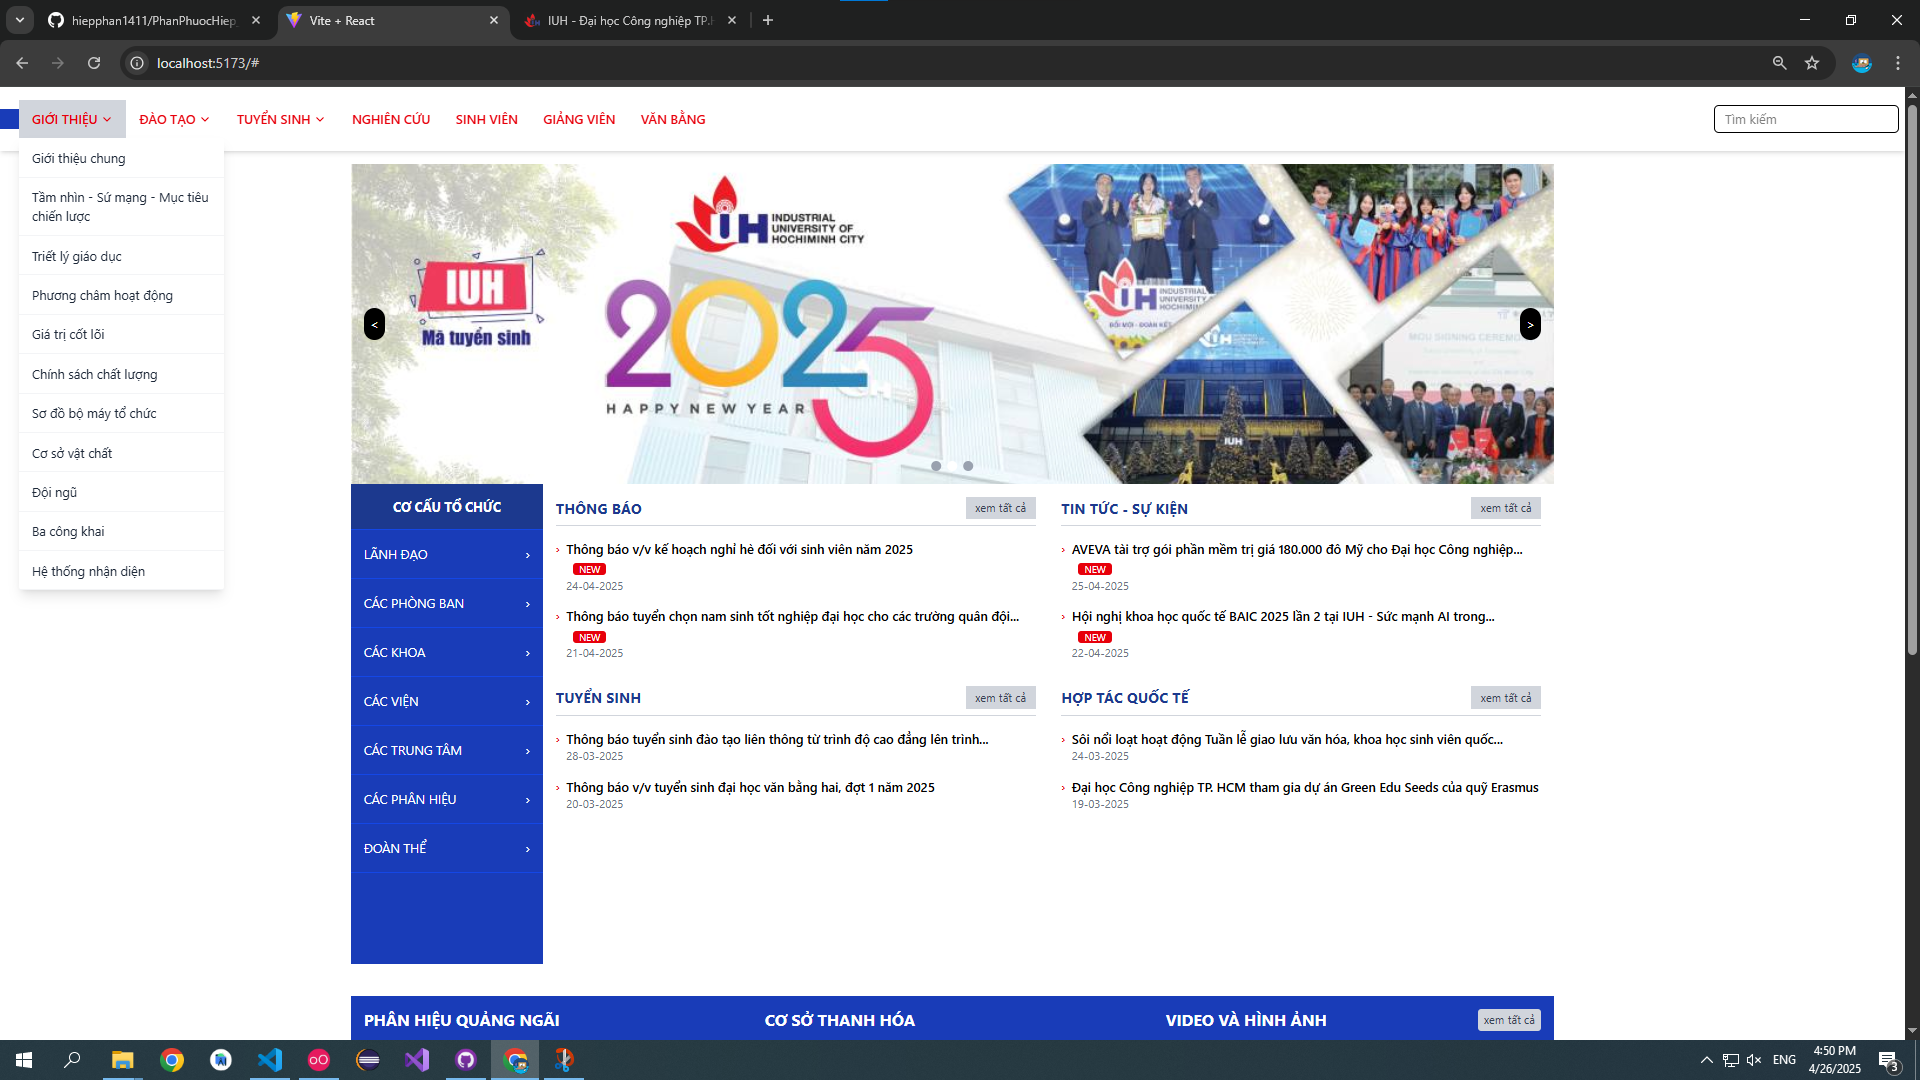 hiepphan1411/PhanPhuocHiep_
Vite + React
IUH - Đại học Công nghiệp TP.H
localhost:5173/#
GIỚI THIỆU
ĐÀO TẠO
TUYỂN SINH
NGHIÊN CỨU
SINH VIÊN
GIẢNG VIÊN
VĂN BẰNG
Tìm kiếm
Giới thiệu chung
Tầm nhìn - Sứ mạng - Mục tiêu
chiến lược
Triết lý giáo dục
Phương châm hoạt động
Giá trị cốt lõi
Chính sách chất lượng
Sơ đồ bộ máy tổ chức
Cơ sở vật chất
Đội ngũ
Ba công khai
Hệ thống nhận diện
IUH
Mã tuyển sinh
IUH
INDUSTRIAL
UNIVERSITY OF
HOCHIMINH CITY
2025
HAPPY NEW YEAR
IUH
INDUSTRIAL
UNIVERSITY
HOCHIMINH
ĐỔI MỚI - ĐOÀN KẾT
IUH
MOU SIGNING CEREMONY
IUH
<
>
CƠ CẤU TỔ CHỨC
LÃNH ĐẠO ›
CÁC PHÒNG BAN ›
CÁC KHOA ›
CÁC VIỆN ›
CÁC TRUNG TÂM ›
CÁC PHÂN HIỆU ›
ĐOÀN THỂ ›
THÔNG BÁO
xem tất cả
› Thông báo v/v kế hoạch nghỉ hè đối với sinh viên năm 2025
NEW
24-04-2025
› Thông báo tuyển chọn nam sinh tốt nghiệp đại học cho các trường quân đội...
NEW
21-04-2025
TIN TỨC - SỰ KIỆN
xem tất cả
› AVEVA tài trợ gói phần mềm trị giá 180.000 đô Mỹ cho Đại học Công nghiệp...
NEW
25-04-2025
› Hội nghị khoa học quốc tế BAIC 2025 lần 2 tại IUH - Sức mạnh AI trong...
NEW
22-04-2025
TUYỂN SINH
xem tất cả
› Thông báo tuyển sinh đào tạo liên thông từ trình độ cao đẳng lên trình...
28-03-2025
› Thông báo v/v tuyển sinh đại học văn bằng hai, đợt 1 năm 2025
20-03-2025
HỢP TÁC QUỐC TẾ
xem tất cả
› Sôi nổi loạt hoạt động Tuần lễ giao lưu văn hóa, khoa học sinh viên quốc...
24-03-2025
› Đại học Công nghiệp TP. HCM tham gia dự án Green Edu Seeds của quỹ Erasmus
19-03-2025
PHÂN HIỆU QUẢNG NGÃI
CƠ SỞ THANH HÓA
VIDEO VÀ HÌNH ẢNH
xem tất cả
ENG
4:50 PM
4/26/2025
3